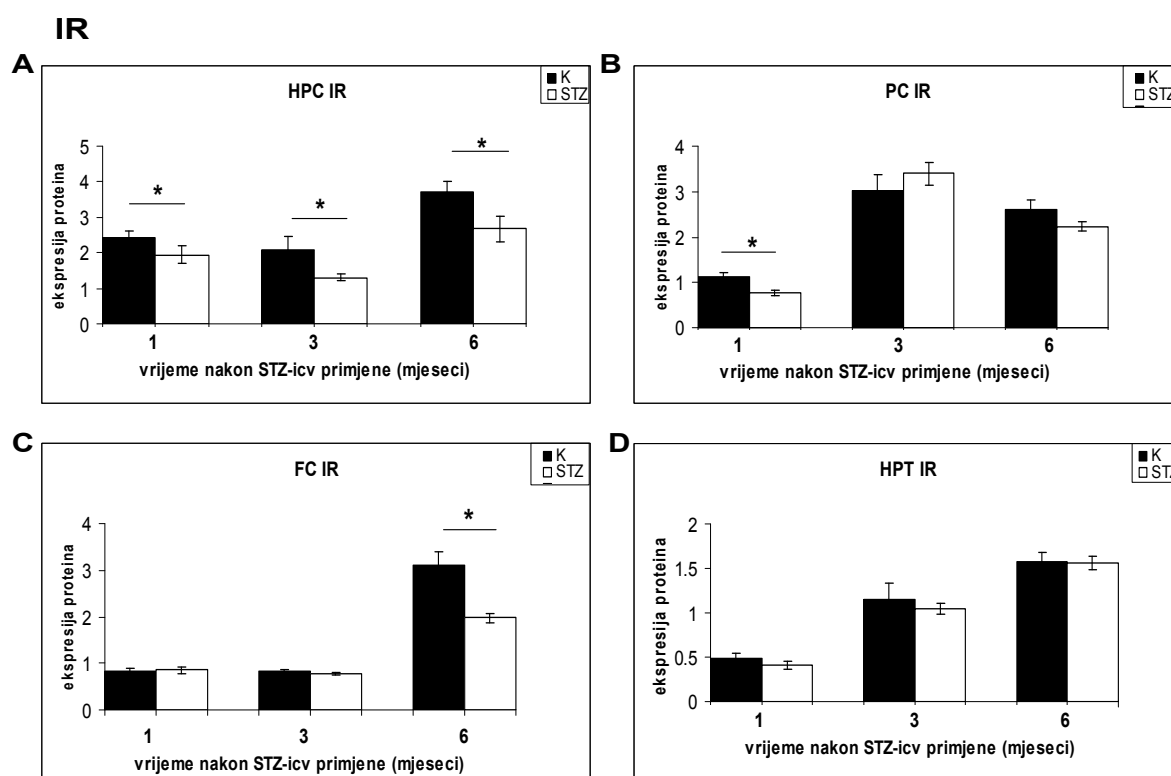 IR
A
HPC IR
K
STZ
ekspresija proteina
5
4
3
2
1
0
*
*
*
1 3 6
vrijeme nakon STZ-icv primjene (mjeseci)
B
PC IR
K
STZ
ekspresija proteina
4
3
2
1
0
*
1 3 6
vrijeme nakon STZ-icv primjene (mjeseci)
C
FC IR
K
STZ
ekspresija proteina
4
3
2
1
0
*
1 3 6
vrijeme nakon STZ-icv primjene (mjeseci)
D
HPT IR
K
STZ
ekspresija proteina
2
1.5
1
0.5
0
1 3 6
vrijeme nakon STZ-icv primjene (mjeseci)